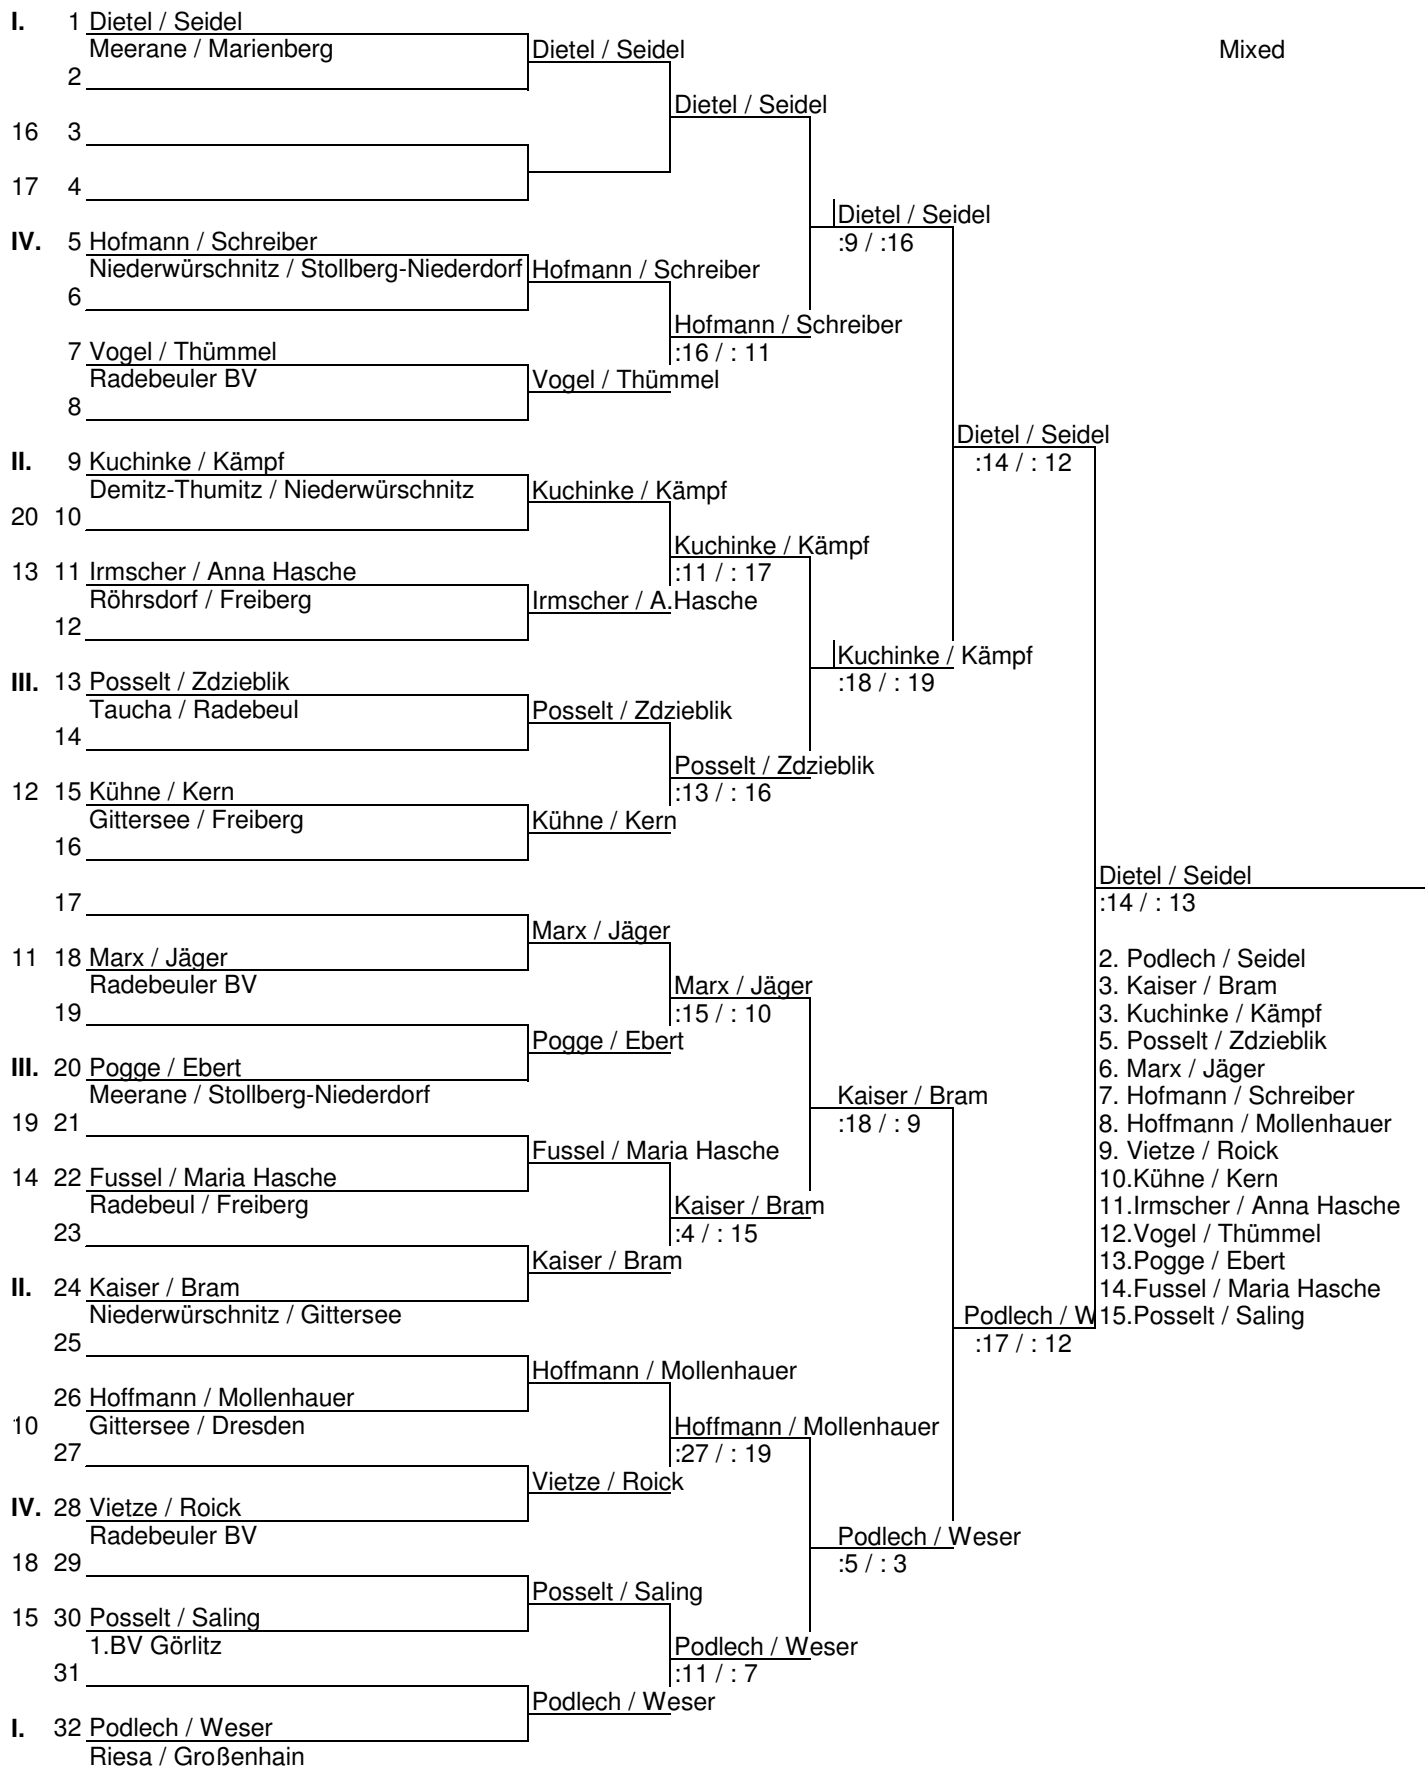 I. 1 Dietel / Seidel
Meerane / Marienberg Dietel / Seidel Mixed
2
Dietel / Seidel
16 3
17 4
Dietel / Seidel
IV. 5 Hofmann / Schreiber :9 / :16
Niederwürschnitz / Stollberg-Niederdorf Hofmann / Schreiber
6
Hofmann / Schreiber
7 Vogel / Thümmel :16 / : 11
Radebeuler BV Vogel / Thümmel
8
Dietel / Seidel
II. 9 Kuchinke / Kämpf :14 / : 12
Demitz-Thumitz / Niederwürschnitz Kuchinke / Kämpf
20 10
Kuchinke / Kämpf
13 11 Irmscher / Anna Hasche :11 / : 17
Röhrsdorf / Freiberg Irmscher / A.Hasche
12
Kuchinke / Kämpf
III. 13 Posselt / Zdzieblik :18 / : 19
Taucha / Radebeul Posselt / Zdzieblik
14
Posselt / Zdzieblik
12 15 Kühne / Kern :13 / : 16
Gittersee / Freiberg Kühne / Kern
16
Dietel / Seidel
17 :14 / : 13
Marx / Jäger
11 18 Marx / Jäger 2. Podlech / Seidel
Radebeuler BV Marx / Jäger 3. Kaiser / Bram
19 :15 / : 10 3. Kuchinke / Kämpf
Pogge / Ebert 5. Posselt / Zdzieblik
III. 20 Pogge / Ebert 6. Marx / Jäger
Meerane / Stollberg-Niederdorf Kaiser / Bram 7. Hofmann / Schreiber
19 21 :18 / : 9 8. Hoffmann / Mollenhauer
Fussel / Maria Hasche 9. Vietze / Roick
14 22 Fussel / Maria Hasche 10.Kühne / Kern
Radebeul / Freiberg Kaiser / Bram 11.Irmscher / Anna Hasche
23 :4 / : 15 12.Vogel / Thümmel
Kaiser / Bram 13.Pogge / Ebert
II. 24 Kaiser / Bram 14.Fussel / Maria Hasche
Niederwürschnitz / Gittersee Podlech / W 15.Posselt / Saling
25 :17 / : 12
Hoffmann / Mollenhauer
26 Hoffmann / Mollenhauer
10 Gittersee / Dresden Hoffmann / Mollenhauer
27 :27 / : 19
Vietze / Roick
IV. 28 Vietze / Roick
Radebeuler BV Podlech / Weser
18 29 :5 / : 3
Posselt / Saling
15 30 Posselt / Saling
1.BV Görlitz Podlech / Weser
31 :11 / : 7
Podlech / Weser
I. 32 Podlech / Weser
Riesa / Großenhain